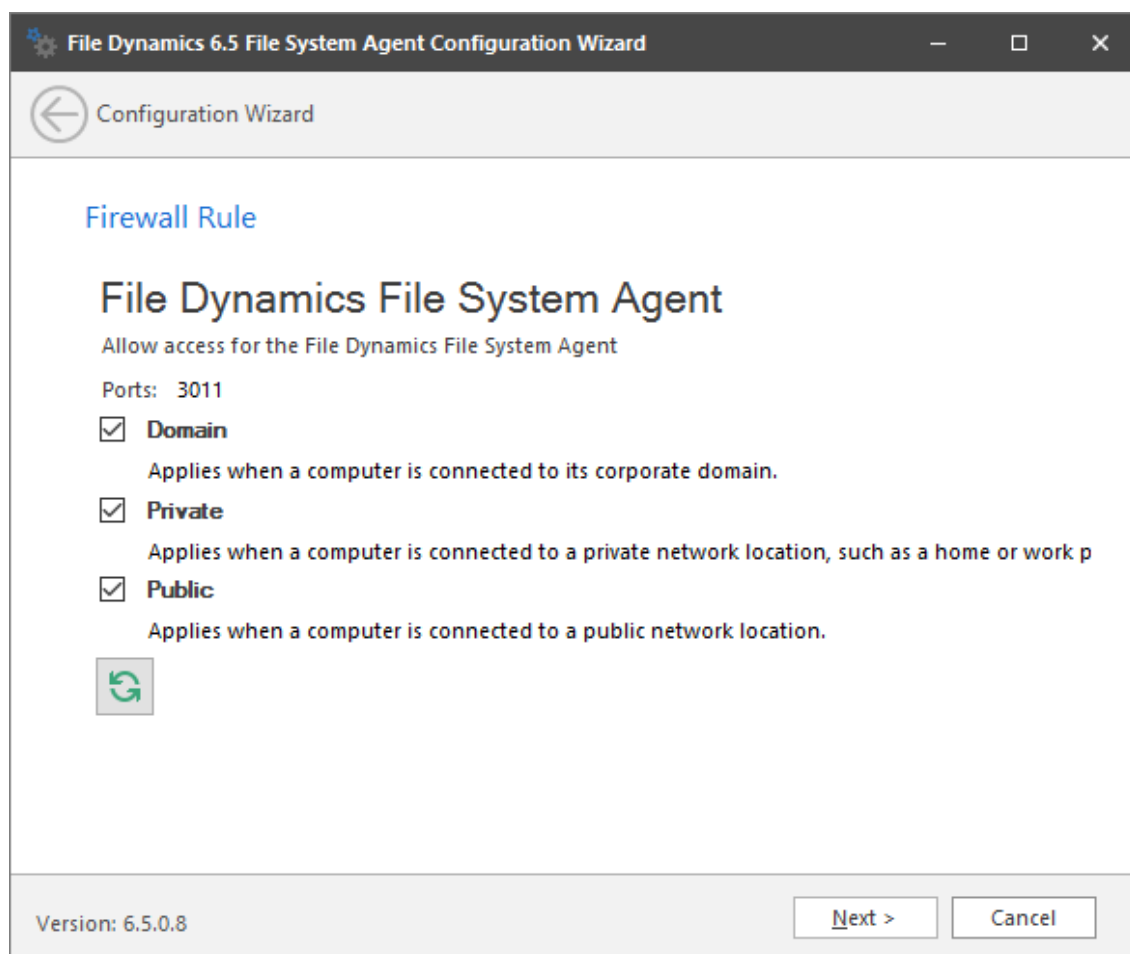 File Dynamics 6.5 File System Agent Configuration Wizard
Configuration Wizard
Firewall Rule
File Dynamics File System Agent
Allow access for the File Dynamics File System Agent
Ports: 3011
Domain
Applies when a computer is connected to its corporate domain.
Private
Applies when a computer is connected to a private network location, such as a home or work p
Public
Applies when a computer is connected to a public network location.
Version: 6.5.0.8
Next >
Cancel